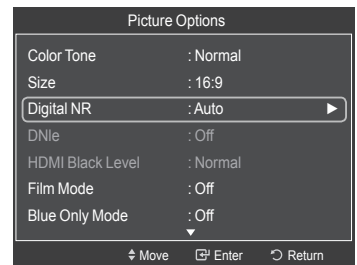 Picture Options
Color Tone : Normal
Size : 16:9
Digital NR : Auto ►
DNIe : Off
HDMI Black Level : Normal
Film Mode : Off
Blue Only Mode : Off
▼
Move Enter Return